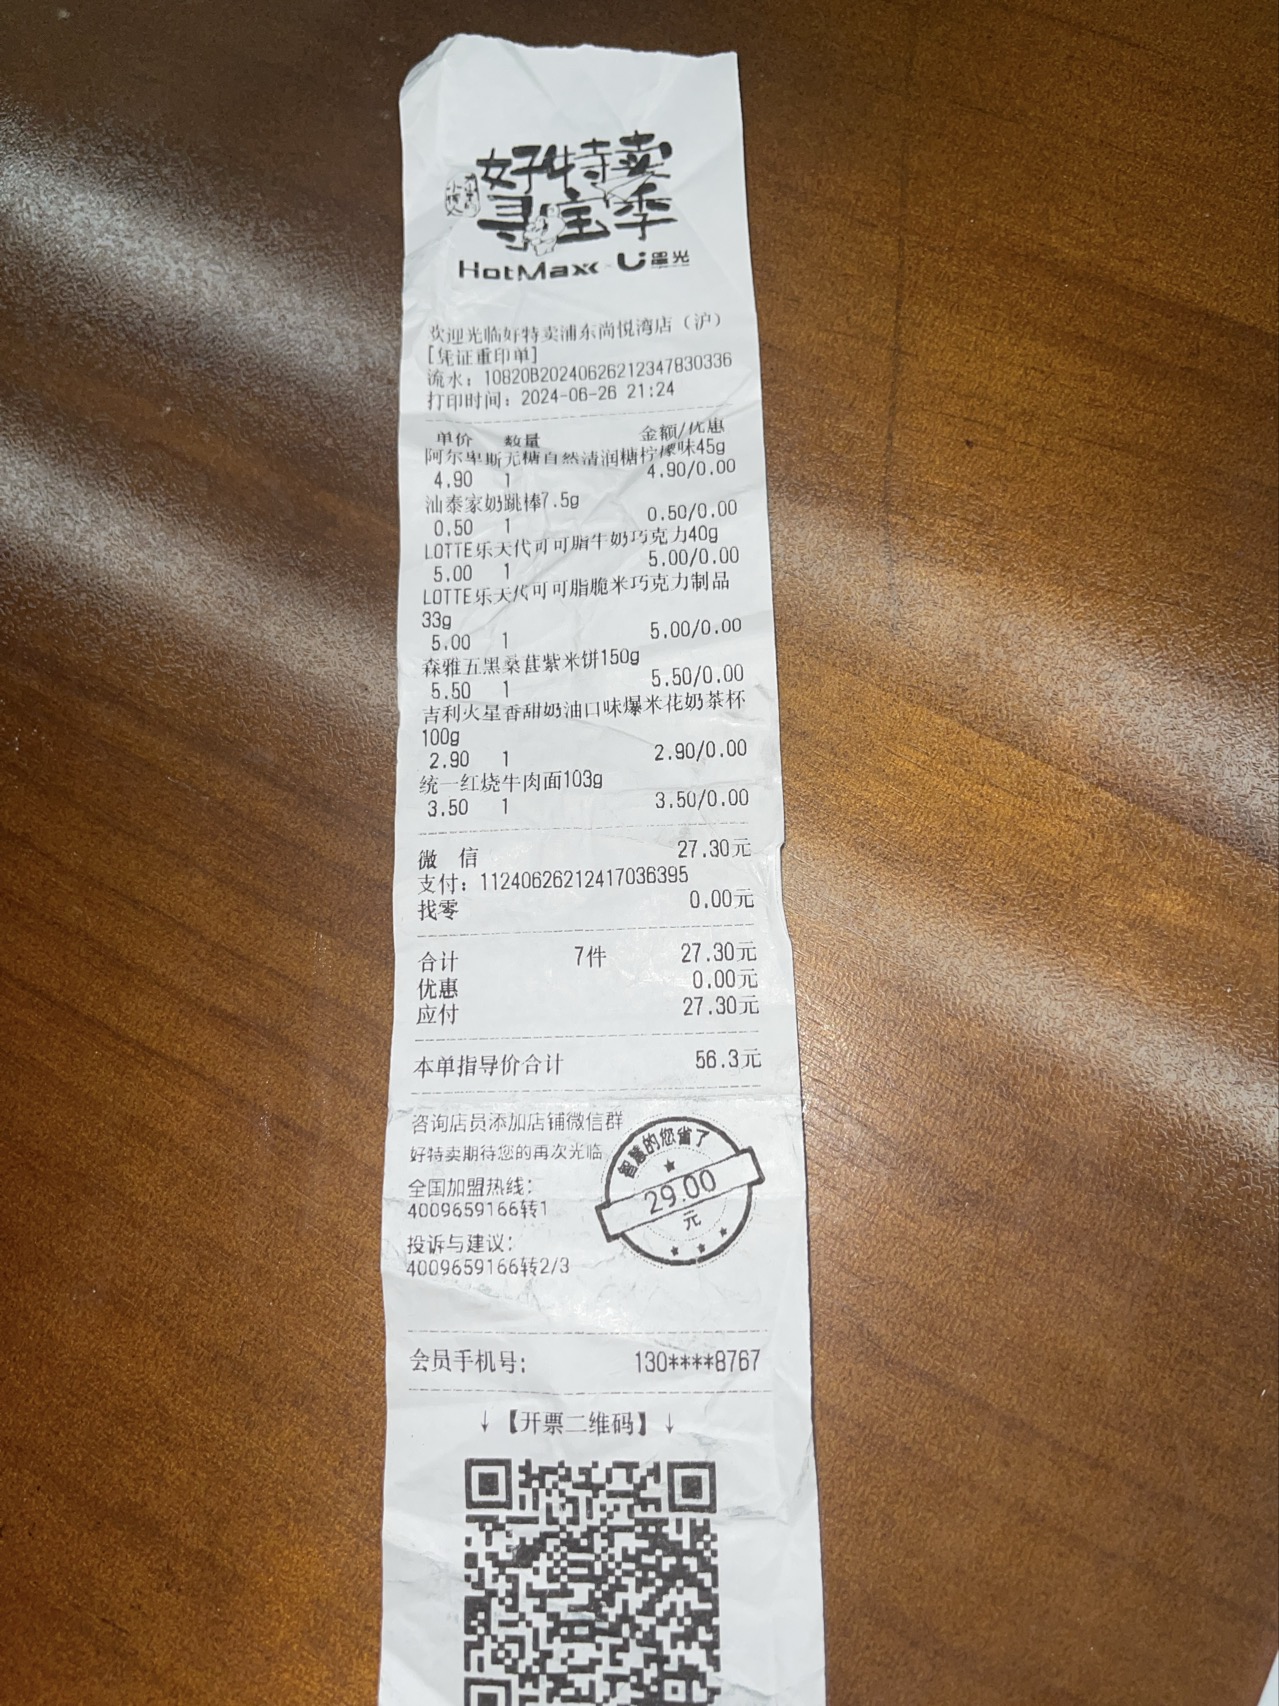 好特卖
寻宝季
HotMaxx U星光
欢迎光临好特卖浦东尚悦湾店（沪）
[凭证重印单]
流水：10820B20240626212347830336
打印时间：2024-06-26 21:24
单价 数量 金额/优惠
阿尔卑斯无糖自然清润糖柠檬味45g
4.90 1 4.90/0.00
汕泰家奶跳棒7.5g
0.50 1 0.50/0.00
LOTTE乐天代可可脂牛奶巧克力40g
5.00 1 5.00/0.00
LOTTE乐天代可可脂脆米巧克力制品
33g
5.00 1 5.00/0.00
森雅五黑桑葚紫米饼150g
5.50 1 5.50/0.00
吉利火星香甜奶油口味爆米花奶茶杯
100g
2.90 1 2.90/0.00
统一红烧牛肉面103g
3.50 1 3.50/0.00
微 信 27.30元
支付：11240626212417036395
找零 0.00元
合计 7件 27.30元
优惠 0.00元
应付 27.30元
本单指导价合计 56.3元
咨询店员添加店铺微信群
好特卖期待您的再次光临
全国加盟热线：
4009659166转1
投诉与建议：
4009659166转2/3
智慧的您省了
29.00
元
会员手机号： 130****8767
↓【开票二维码】↓